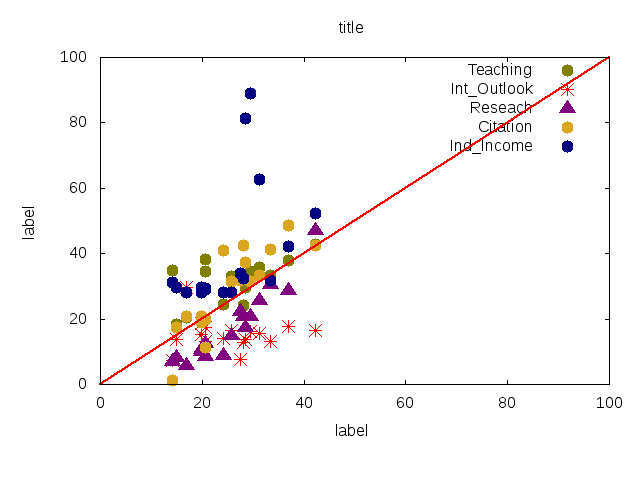 title
100
80
60
40
20
0
label
Teaching
Int_Outlook
Reseach
Citation
Ind_Income
0 20 40 60 80 100
label